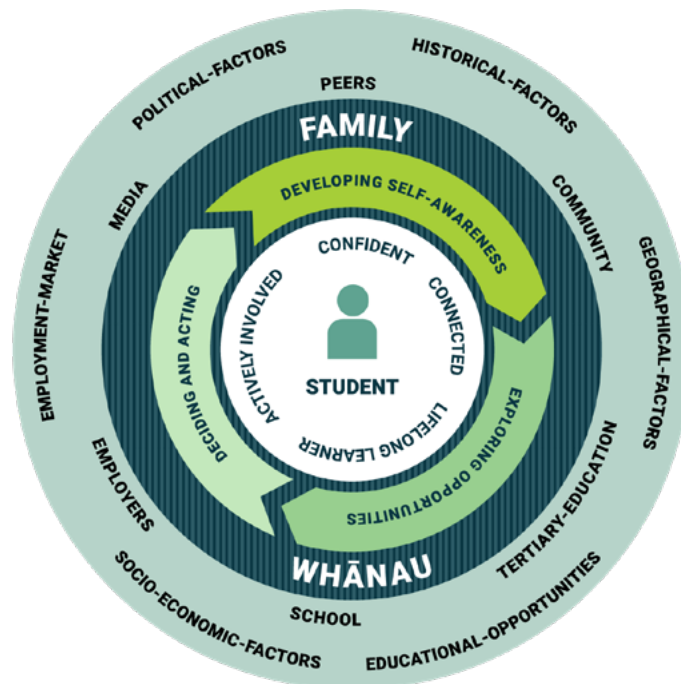 POLITICAL-FACTORS
HISTORICAL-FACTORS
PEERS
FAMILY
MEDIA
COMMUNITY
EMPLOYMENT-MARKET
GEOGRAPHICAL-FACTORS
DEVELOPING SELF-AWARENESS
DECIDING AND ACTING
EXPLORING OPPORTUNITIES
CONFIDENT
CONNECTED
ACTIVELY INVOLVED
STUDENT
LIFELONG LEARNER
EMPLOYERS
TERTIARY-EDUCATION
WHĀNAU
SCHOOL
SOCIO-ECONOMIC-FACTORS
EDUCATIONAL-OPPORTUNITIES